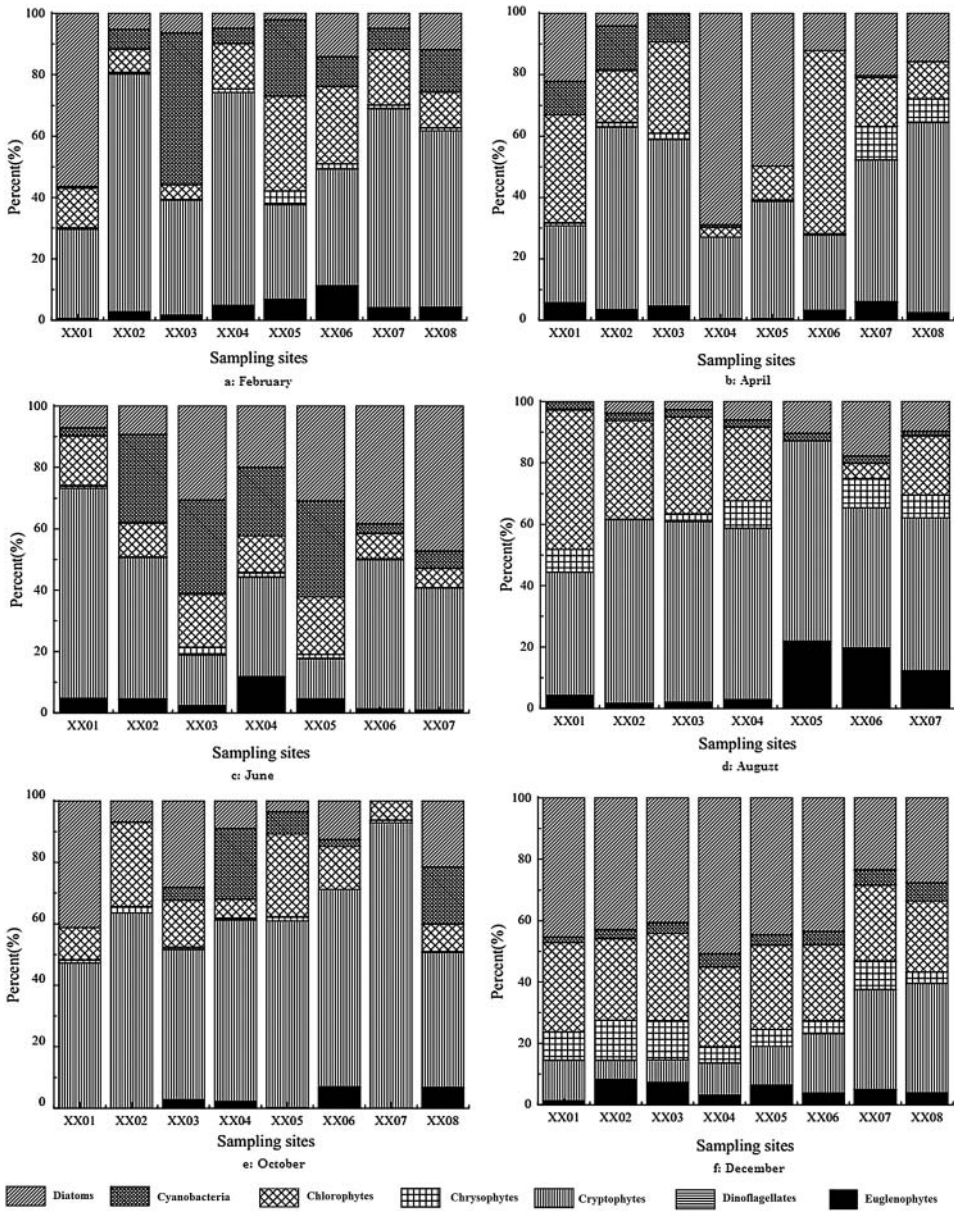 100
80
60
40
20
0
Percent(%)
XX01 XX02 XX03 XX04 XX05 XX06 XX07 XX08
Sampling sites
a: February
100
80
60
40
20
0
Percent(%)
XX01 XX02 XX03 XX04 XX05 XX06 XX07 XX08
Sampling sites
b: April
100
80
60
40
20
0
Percent(%)
XX01 XX02 XX03 XX04 XX05 XX06 XX07
Sampling sites
c: June
100
80
60
40
20
0
Percent(%)
XX01 XX02 XX03 XX04 XX05 XX06 XX07
Sampling sites
d: August
100
80
60
40
20
0
Percent(%)
XX01 XX02 XX03 XX04 XX05 XX06 XX07 XX08
Sampling sites
e: October
100
80
60
40
20
0
Percent(%)
XX01 XX02 XX03 XX04 XX05 XX06 XX07 XX08
Sampling sites
f: December
Diatoms Cyanobacteria Chlorophytes Chrysophytes Cryptophytes Dinoflagellates Euglenophytes